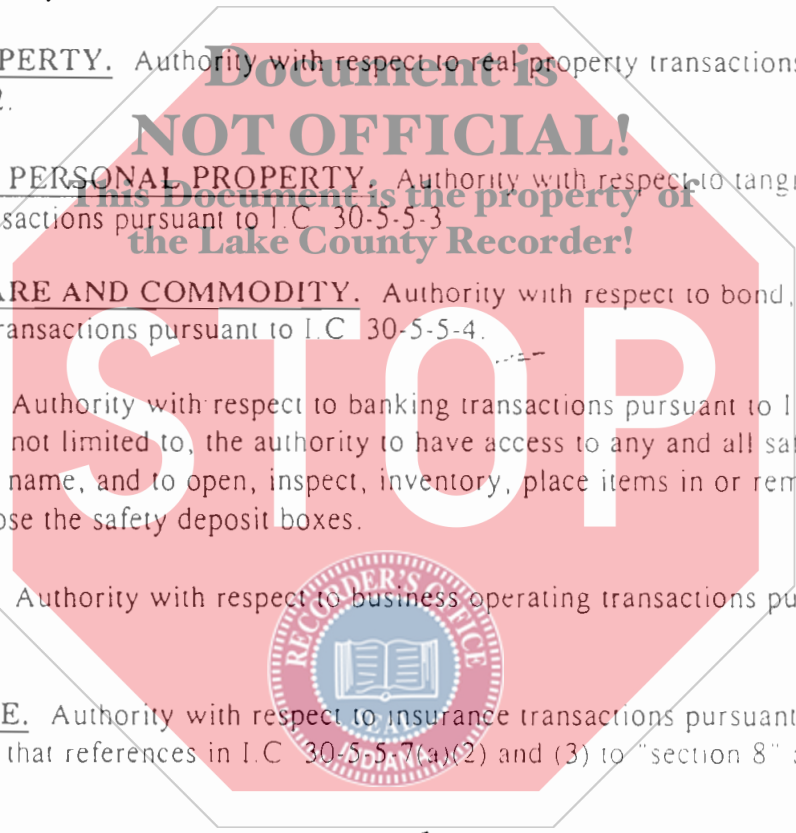 PERTY. Authority with respect to real property transactions
Document is
NOT OFFICIAL!
PERSONAL PROPERTY. Authority with respect to tangi
This Document is the property of
sactions pursuant to I.C 30-5-5-3
the Lake County Recorder!
ARE AND COMMODITY. Authority with respect to bond,
ransactions pursuant to I.C 30-5-5-4.
STOP
Authority with respect to banking transactions pursuant to I
not limited to, the authority to have access to any and all saf
name, and to open, inspect, inventory, place items in or rem
ose the safety deposit boxes.
Authority with respect to business operating transactions pu
RECORDER'S OFFICE
SEAL
INDIANA
E. Authority with respect to insurance transactions pursuant
that references in I.C 30-5-5-7(a)(2) and (3) to "section 8"